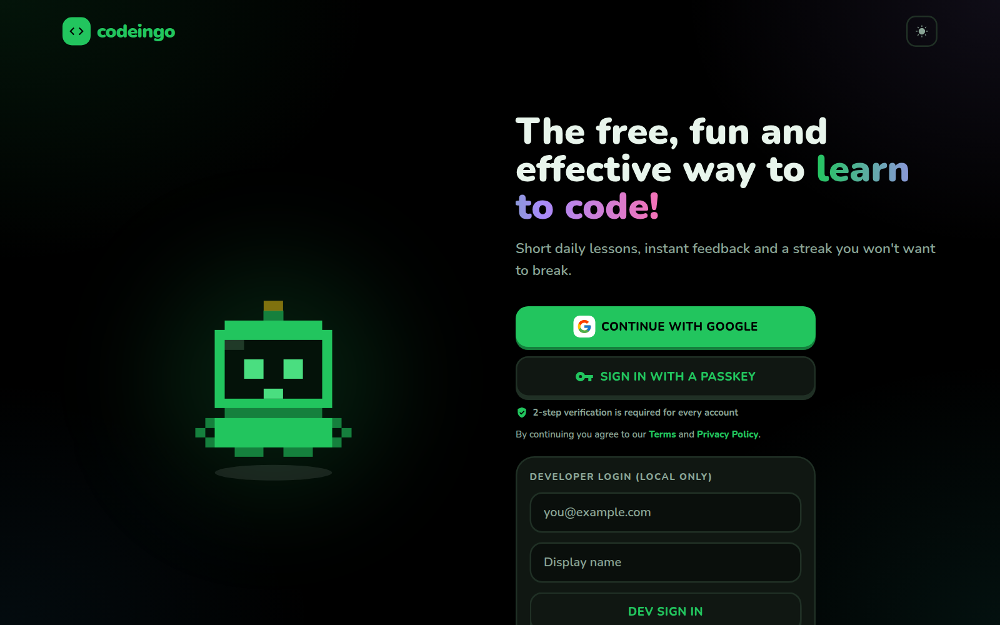 codeingo
The free, fun and
effective way to learn
to code!
Short daily lessons, instant feedback and a streak you won't want
to break.
CONTINUE WITH GOOGLE
SIGN IN WITH A PASSKEY
2-step verification is required for every account
By continuing you agree to our Terms and Privacy Policy.
DEVELOPER LOGIN (LOCAL ONLY)
you@example.com
Display name
DEV SIGN IN